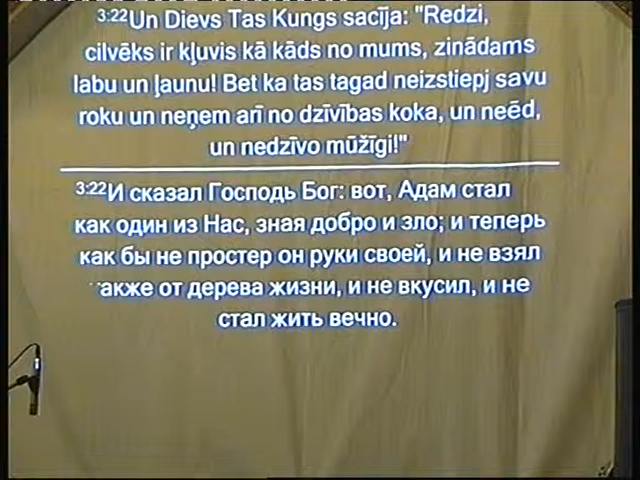 3:22Un Dievs Tas Kungs sacīja: "Redzi,
cilvēks ir kļuvis kā kāds no mums, zinādams
labu un ļaunu! Bet ka tas tagad neizstiepj savu
roku un neņem arī no dzīvības koka, un neēd,
un nedzīvo mūžīgi!"
3:22И сказал Господь Бог: вот, Адам стал
как один из Нас, зная добро и зло; и теперь
как бы не простер он руки своей, и не взял
также от дерева жизни, и не вкусил, и не
стал жить вечно.